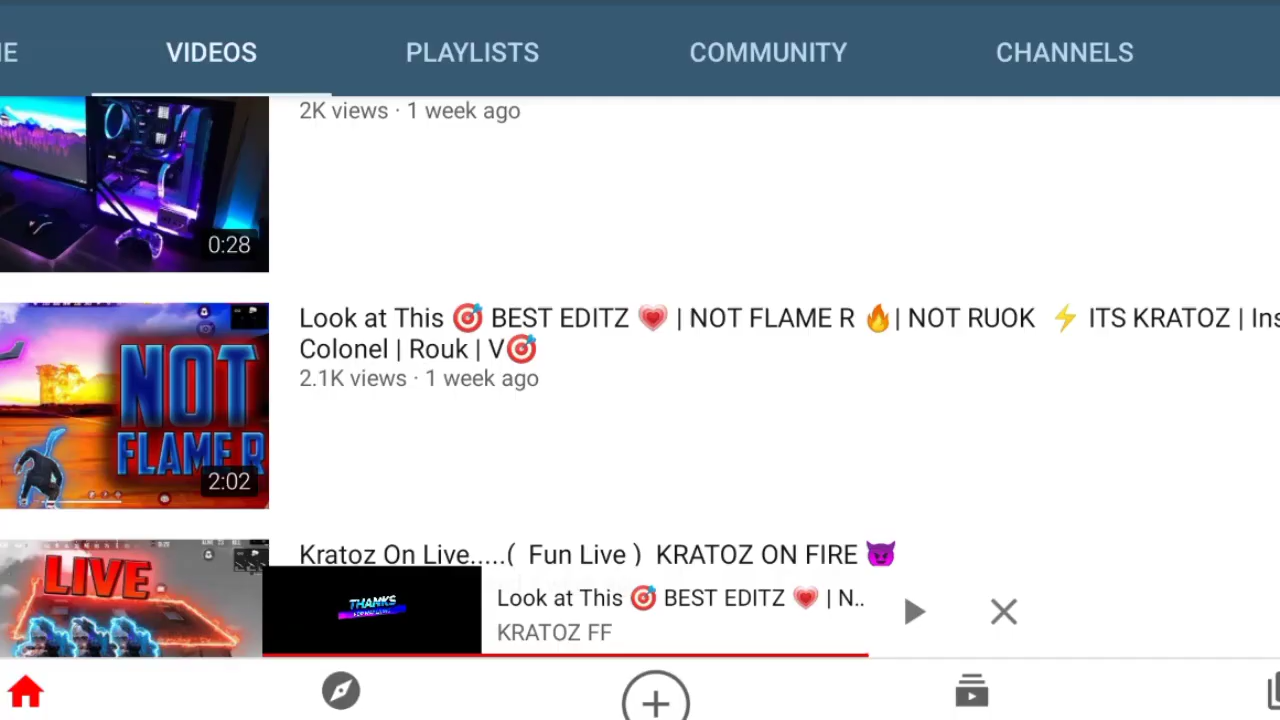 E VIDEOS PLAYLISTS COMMUNITY CHANNELS
2K views · 1 week ago
0:28
Look at This 🎯 BEST EDITZ 💗 | NOT FLAME R 🔥| NOT RUOK ⚡ ITS KRATOZ | Ins
Colonel | Rouk | V🎯
2.1K views · 1 week ago
NOT
FLAME R
2:02
Kratoz On Live.....( Fun Live ) KRATOZ ON FIRE 😈
LIVE
THANKS
Look at This 🎯 BEST EDITZ 💗 | N..
KRATOZ FF